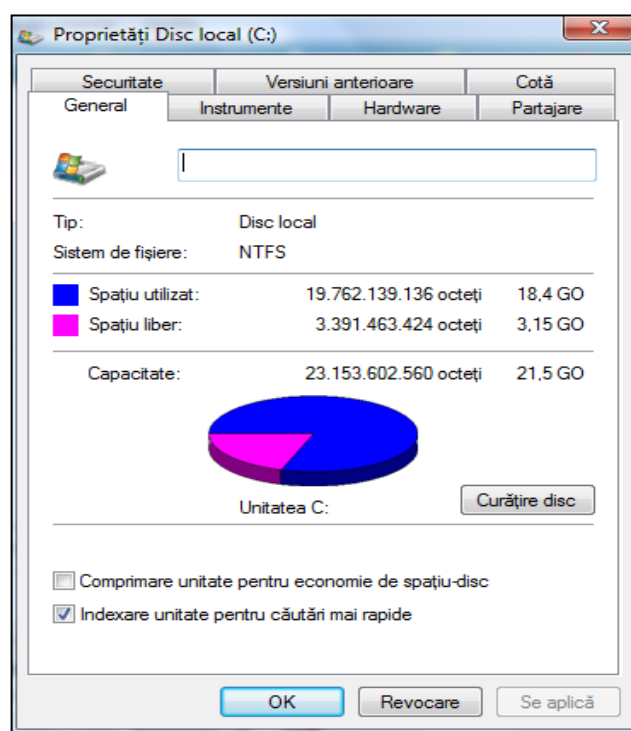 Proprietăți Disc local (C:)
Securitate Versiuni anterioare Cotă
General Instrumente Hardware Partajare
Tip: Disc local
Sistem de fișiere: NTFS
Spațiu utilizat: 19.762.139.136 octeți 18,4 GO
Spațiu liber: 3.391.463.424 octeți 3,15 GO
Capacitate: 23.153.602.560 octeți 21,5 GO
Unitatea C:
Curățire disc
Comprimare unitate pentru economie de spațiu-disc
Indexare unitate pentru căutări mai rapide
OK Revocare Se aplică